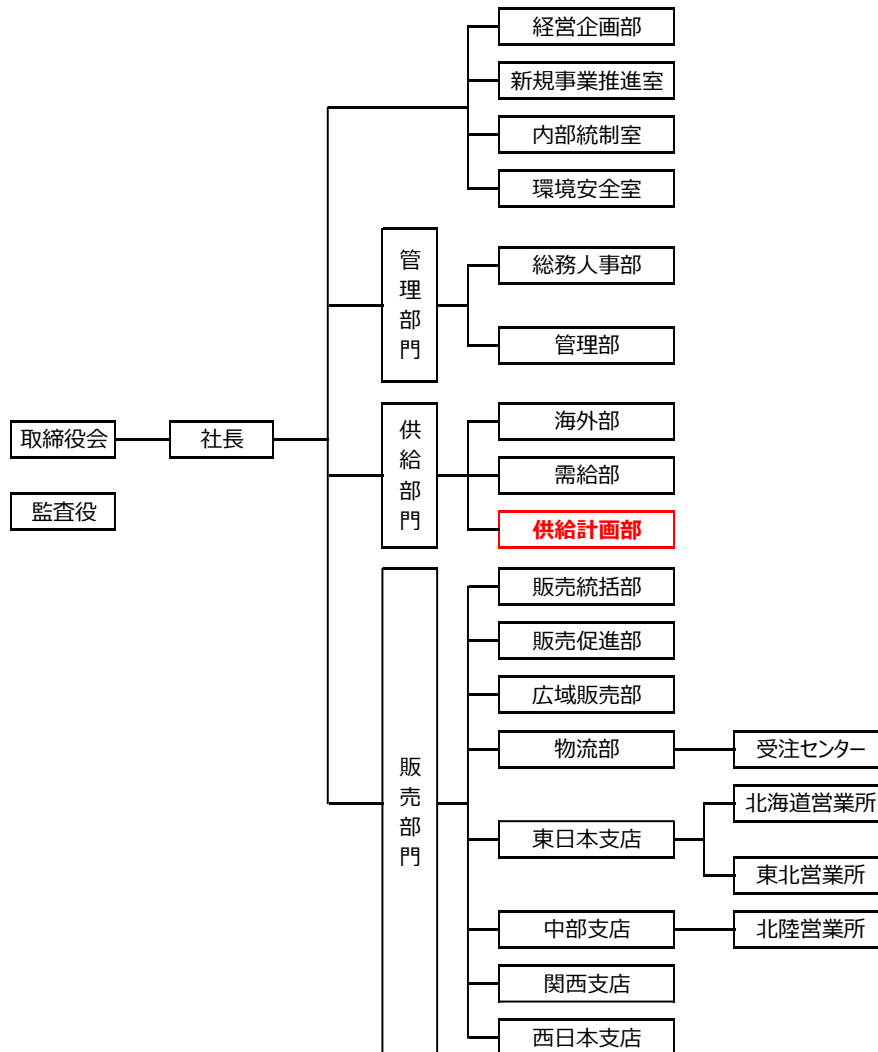 経営企画部
新規事業推進室
内部統制室
環境安全室
管理部門
総務人事部
管理部
取締役会
社長
監査役
供給部門
海外部
需給部
供給計画部
販売部門
販売統括部
販売促進部
広域販売部
物流部
受注センター
東日本支店
北海道営業所
東北営業所
中部支店
北陸営業所
関西支店
西日本支店